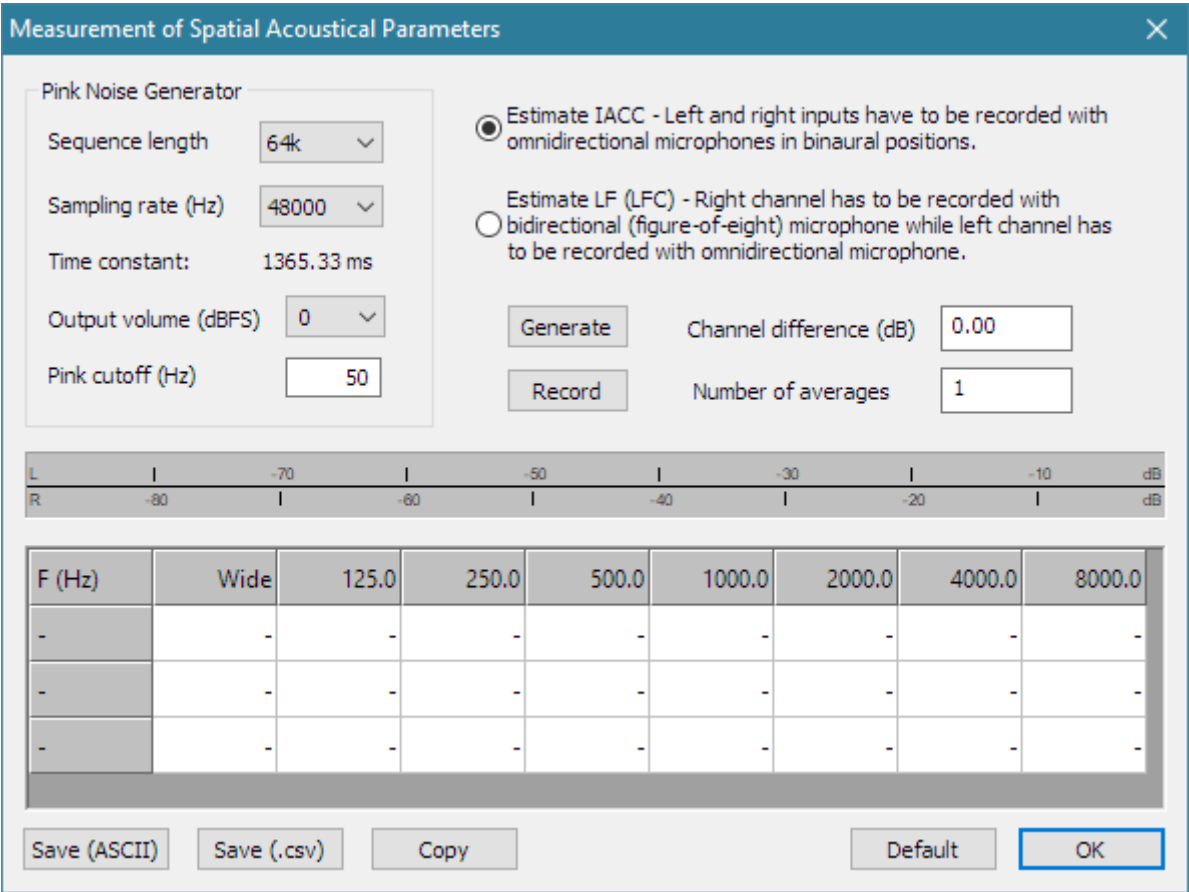 Measurement of Spatial Acoustical Parameters
Pink Noise Generator
Sequence length 64k
Sampling rate (Hz) 48000
Time constant: 1365.33 ms
Output volume (dBFS) 0
Pink cutoff (Hz) 50
Estimate IACC - Left and right inputs have to be recorded with
omnidirectional microphones in binaural positions.
Estimate LF (LFC) - Right channel has to be recorded with
bidirectional (figure-of-eight) microphone while left channel has
to be recorded with omnidirectional microphone.
Generate Channel difference (dB) 0.00
Record Number of averages 1
L -70 -50 -30 -10 dB
R -80 -60 -40 -20 dB
F (Hz) Wide 125.0 250.0 500.0 1000.0 2000.0 4000.0 8000.0
- - - - - - - - -
- - - - - - - - -
- - - - - - - - -
Save (ASCII) Save (.csv) Copy Default OK